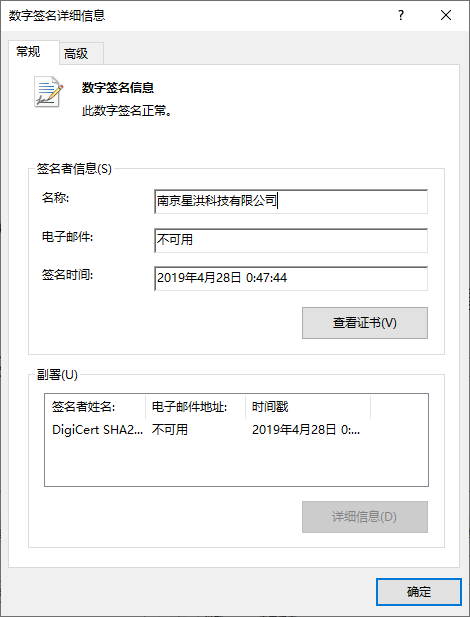 数字签名详细信息
常规
高级
数字签名信息
此数字签名正常。
签名者信息(S)
名称:
南京星洪科技有限公司
电子邮件:
不可用
签名时间:
2019年4月28日 0:47:44
查看证书(V)
副署(U)
签名者姓名: 电子邮件地址: 时间戳
DigiCert SHA2... 不可用 2019年4月28日 0:...
详细信息(D)
确定